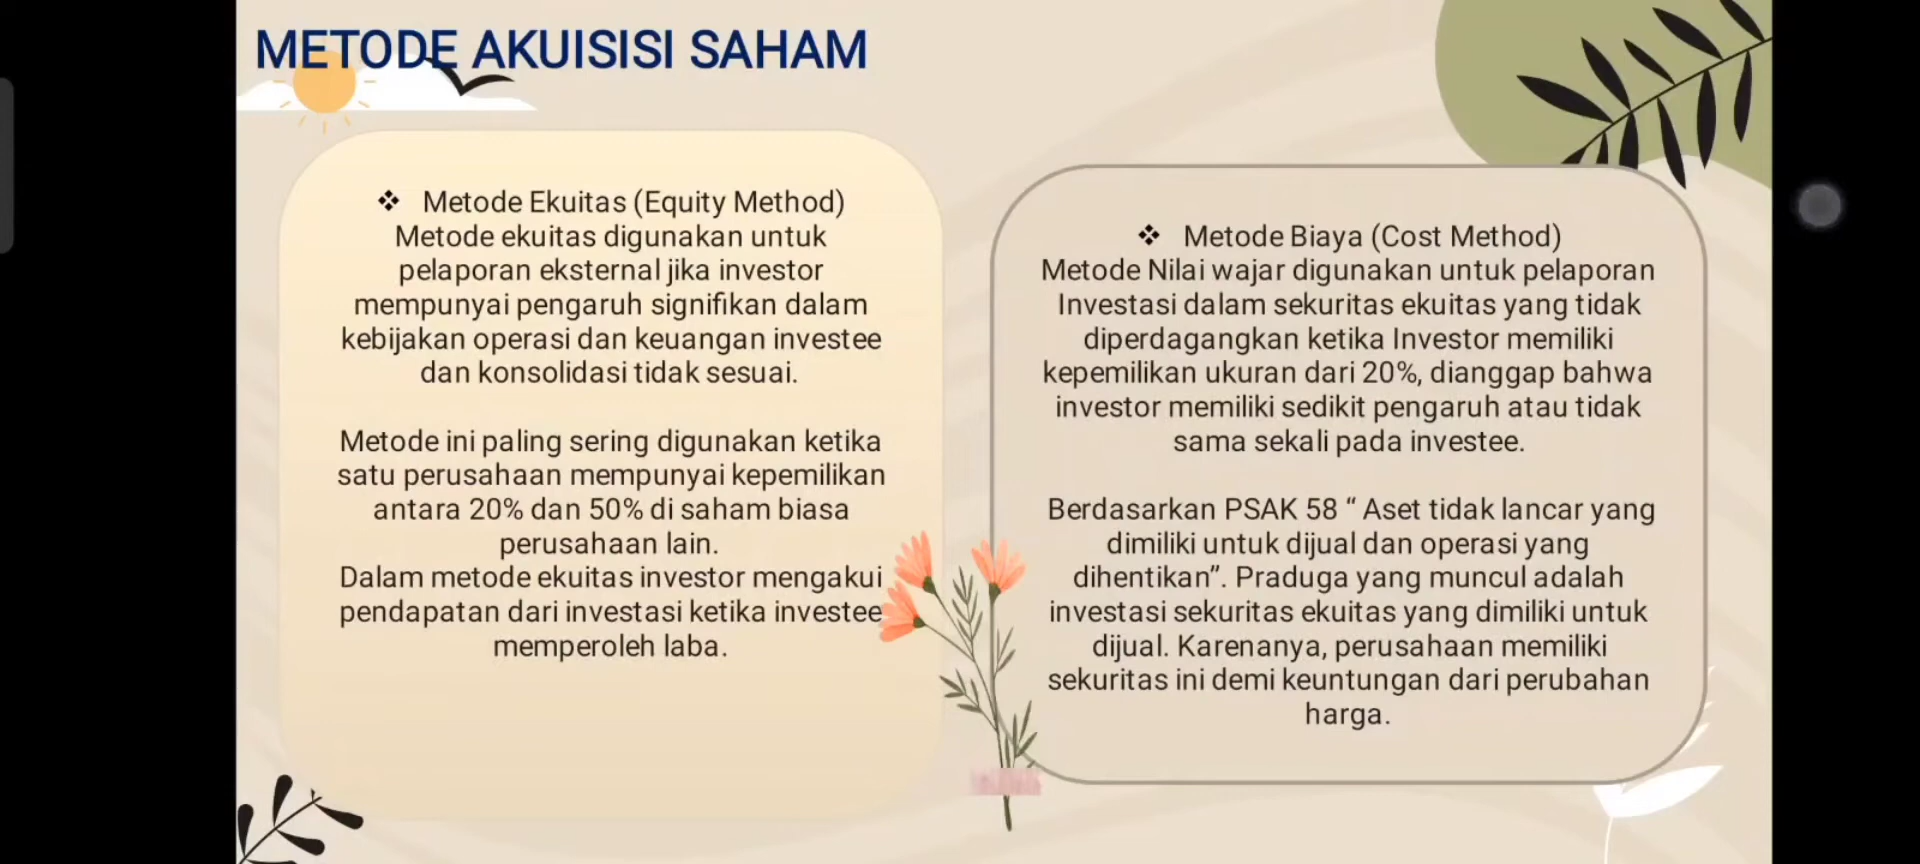 METODE AKUISISI SAHAM
❖ Metode Ekuitas (Equity Method)
Metode ekuitas digunakan untuk
pelaporan eksternal jika investor
mempunyai pengaruh signifikan dalam
kebijakan operasi dan keuangan investee
dan konsolidasi tidak sesuai.
Metode ini paling sering digunakan ketika
satu perusahaan mempunyai kepemilikan
antara 20% dan 50% di saham biasa
perusahaan lain.
Dalam metode ekuitas investor mengakui
pendapatan dari investasi ketika investee
memperoleh laba.
❖ Metode Biaya (Cost Method)
Metode Nilai wajar digunakan untuk pelaporan
Investasi dalam sekuritas ekuitas yang tidak
diperdagangkan ketika Investor memiliki
kepemilikan ukuran dari 20%, dianggap bahwa
investor memiliki sedikit pengaruh atau tidak
sama sekali pada investee.
Berdasarkan PSAK 58 “ Aset tidak lancar yang
dimiliki untuk dijual dan operasi yang
dihentikan”. Praduga yang muncul adalah
investasi sekuritas ekuitas yang dimiliki untuk
dijual. Karenanya, perusahaan memiliki
sekuritas ini demi keuntungan dari perubahan
harga.